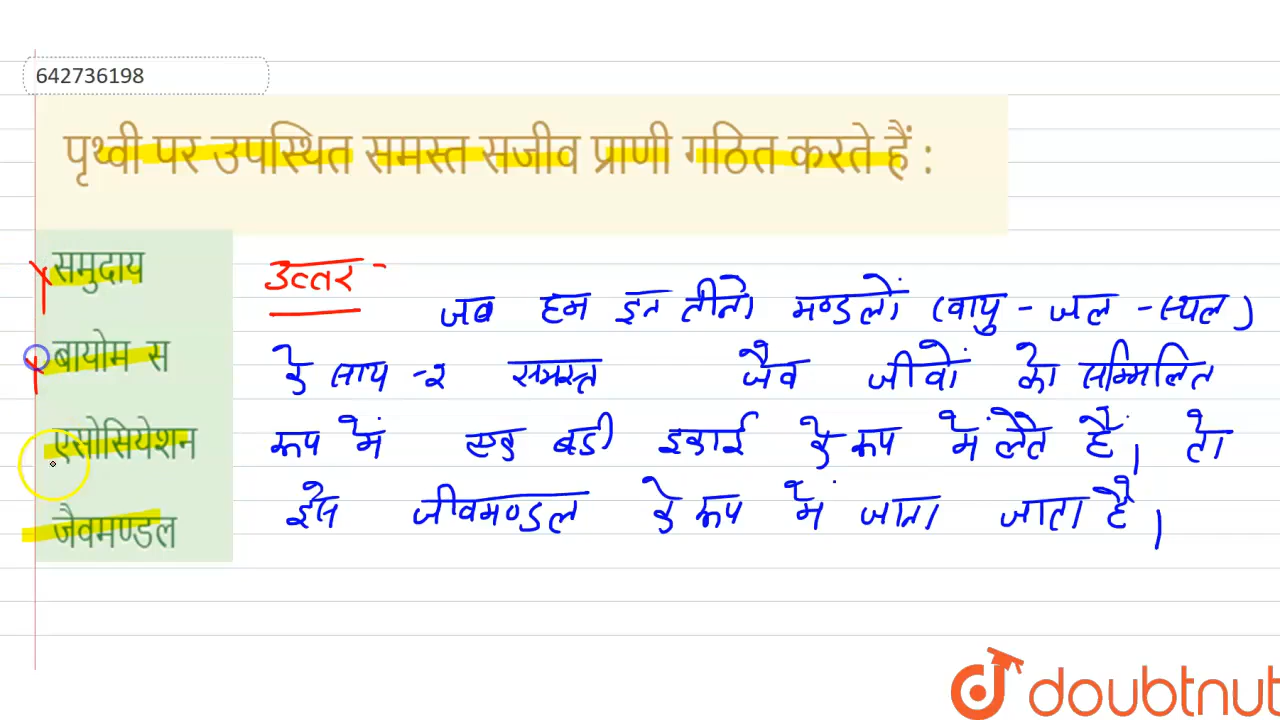 642736198
पृथ्वी पर उपस्थित समस्त सजीव प्राणी गठित करते हैं :
समुदाय
बायोम स
एसोसियेशन
जैवमण्डल
उत्तर -
जब हम इन तीनो मण्डलों (वायु - जल - स्थल)
के साथ -२ समस्त जैव जीवों को सम्मिलित
रूप में एक बडी इकाई के रूप में लेते हैं। तो
इसे जीवमण्डल के रूप में जाना जाता है।
doubtnut